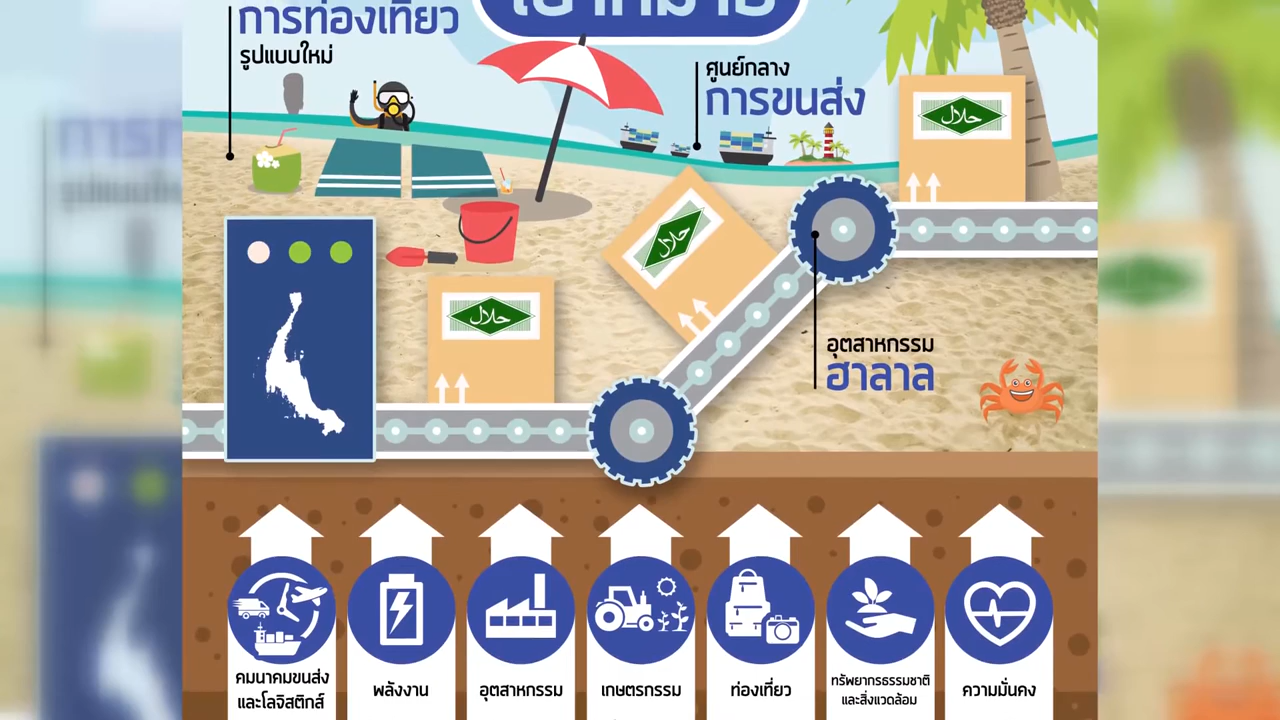 เป้าหมาย
การท่องเที่ยว
รูปแบบใหม่
ศูนย์กลาง
การขนส่ง
حلال
حلال
حلال
อุตสาหกรรม
ฮาลาล
คมนาคมขนส่ง
และโลจิสติกส์
พลังงาน
อุตสาหกรรม
เกษตรกรรม
ท่องเที่ยว
ทรัพยากรธรรมชาติ
และสิ่งแวดล้อม
ความมั่นคง